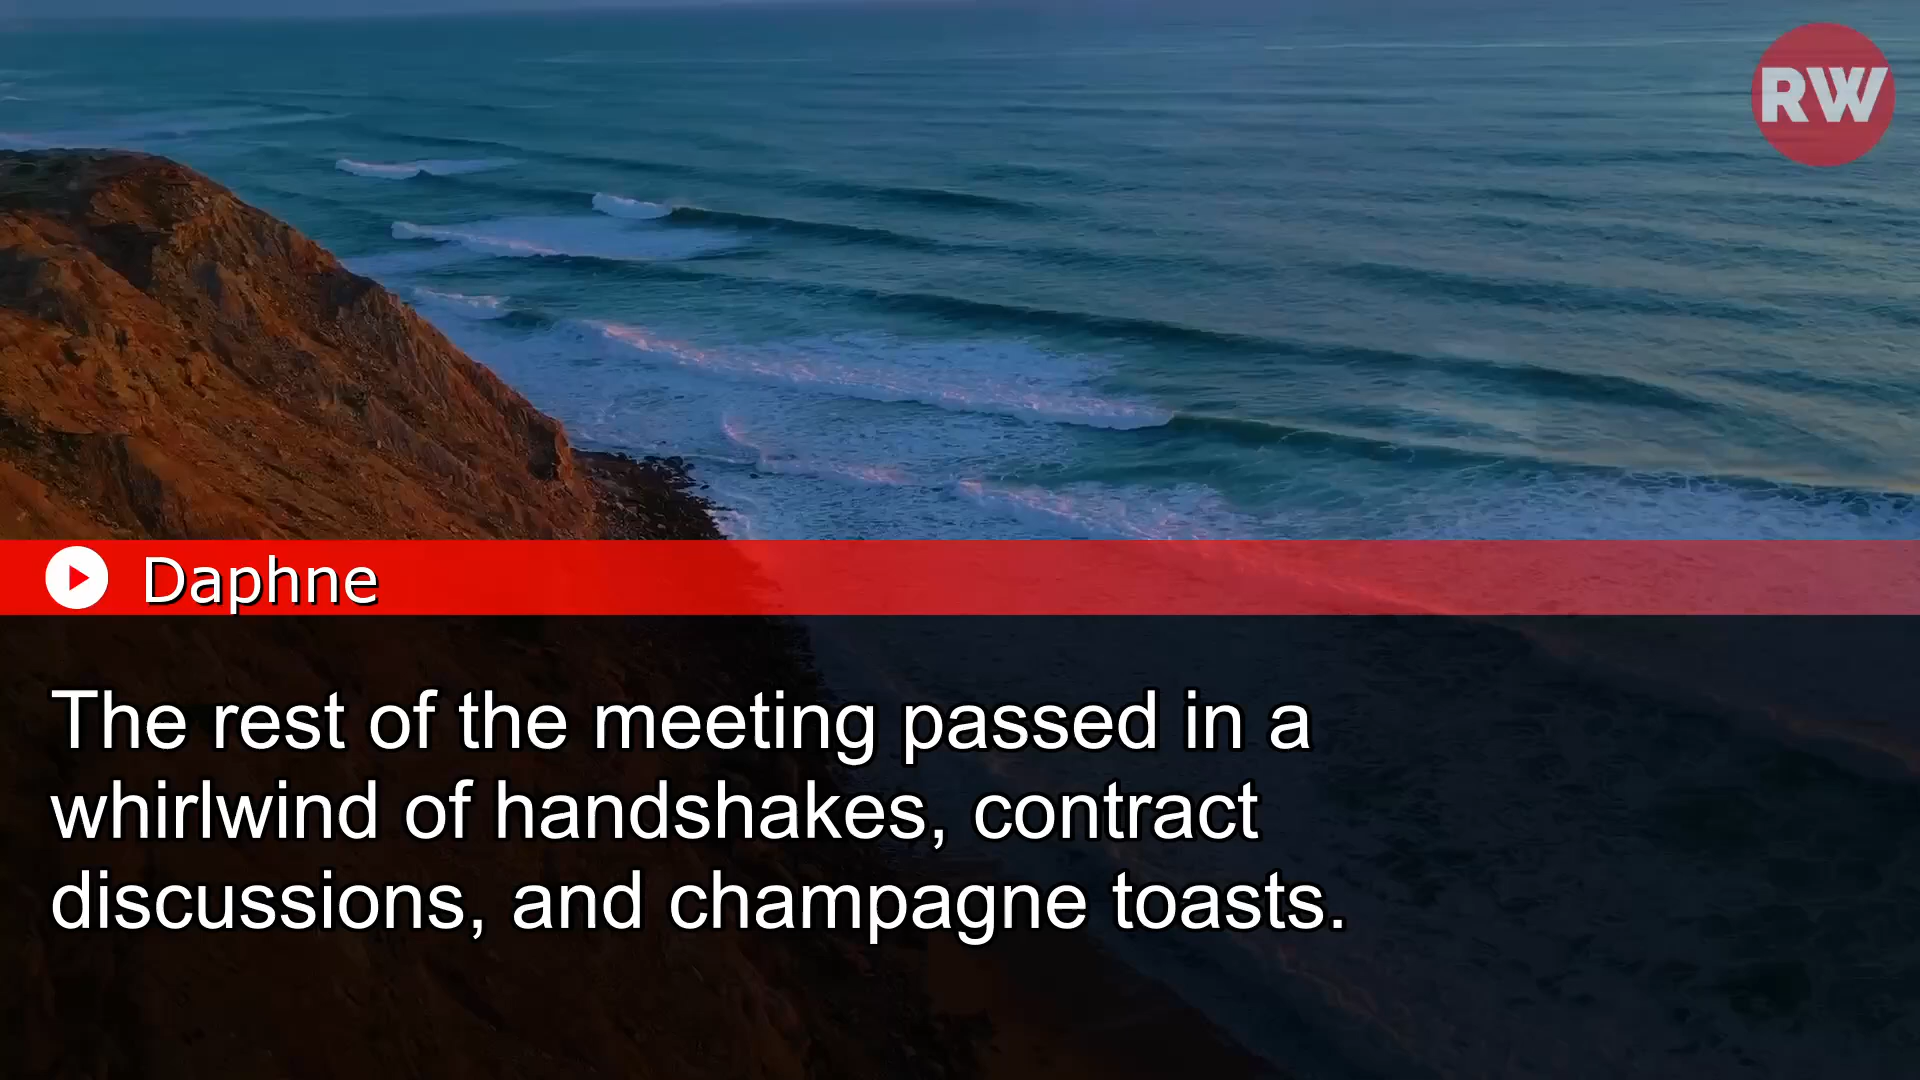 RW
Daphne
The rest of the meeting passed in a
whirlwind of handshakes, contract
discussions, and champagne toasts.